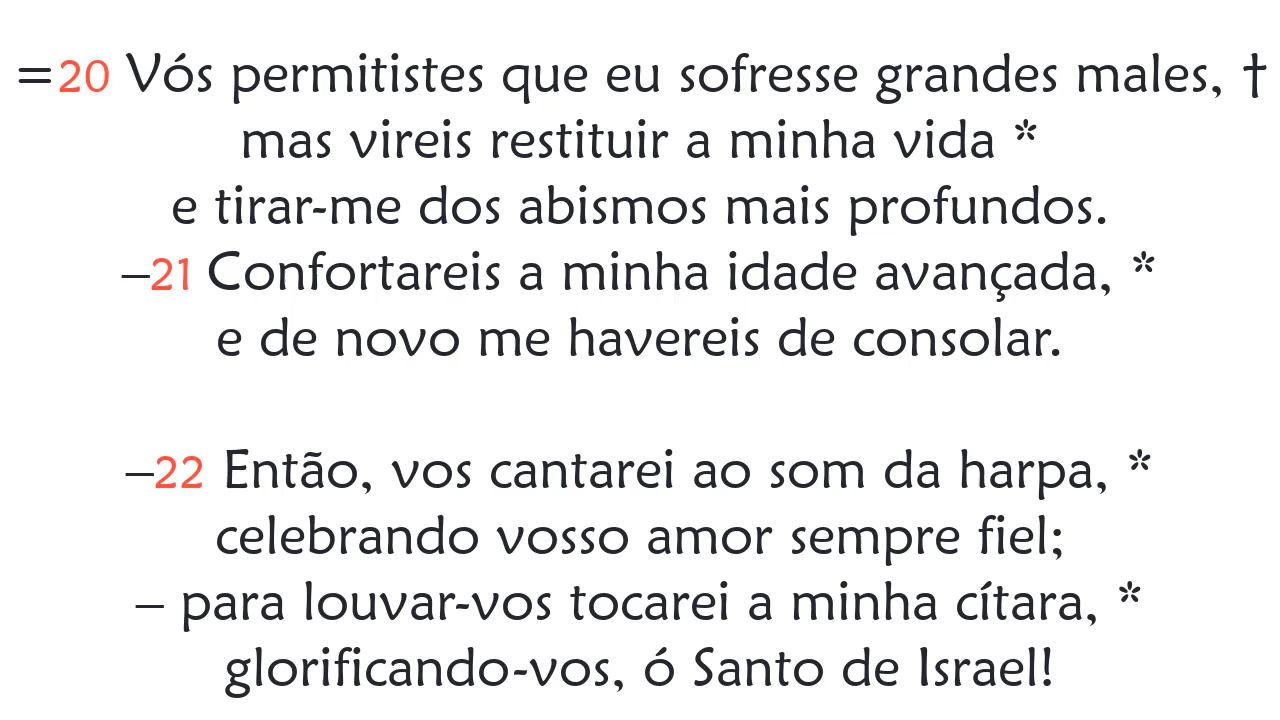 =20 Vós permitistes que eu sofresse grandes males, †
mas vireis restituir a minha vida *
e tirar-me dos abismos mais profundos.
–21 Confortareis a minha idade avançada, *
e de novo me havereis de consolar.
–22 Então, vos cantarei ao som da harpa, *
celebrando vosso amor sempre fiel;
– para louvar-vos tocarei a minha cítara, *
glorificando-vos, ó Santo de Israel!